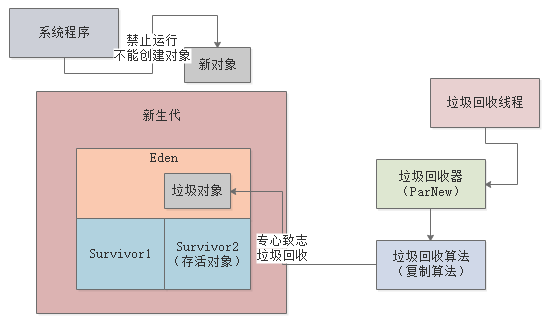 系统程序
禁止运行
不能创建对象
新对象
新生代
Eden
垃圾对象
Survivor1
Survivor2
（存活对象）
专心致志
垃圾回收
垃圾回收线程
垃圾回收器
（ParNew）
垃圾回收算法
（复制算法）